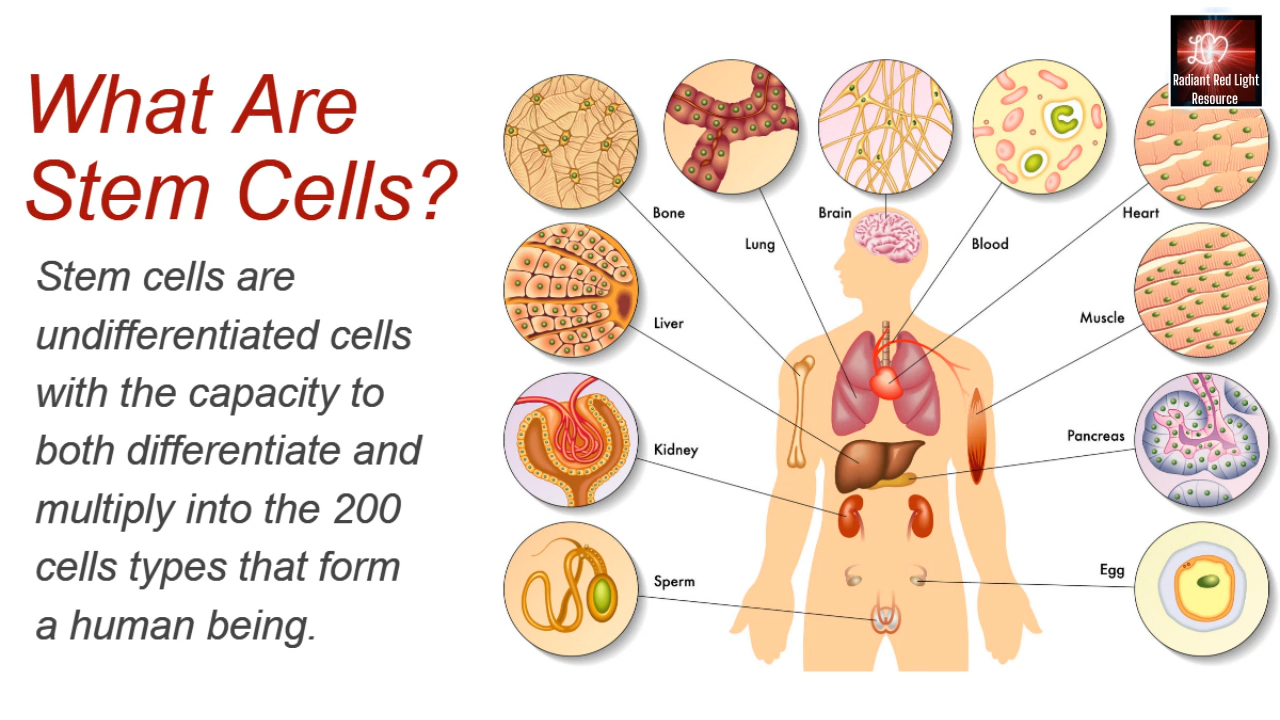 What Are
Stem Cells?
Stem cells are
undifferentiated cells
with the capacity to
both differentiate and
multiply into the 200
cells types that form
a human being.
Radiant Red Light
Resource
Bone
Lung
Brain
Blood
Heart
Liver
Muscle
Kidney
Pancreas
Sperm
Egg